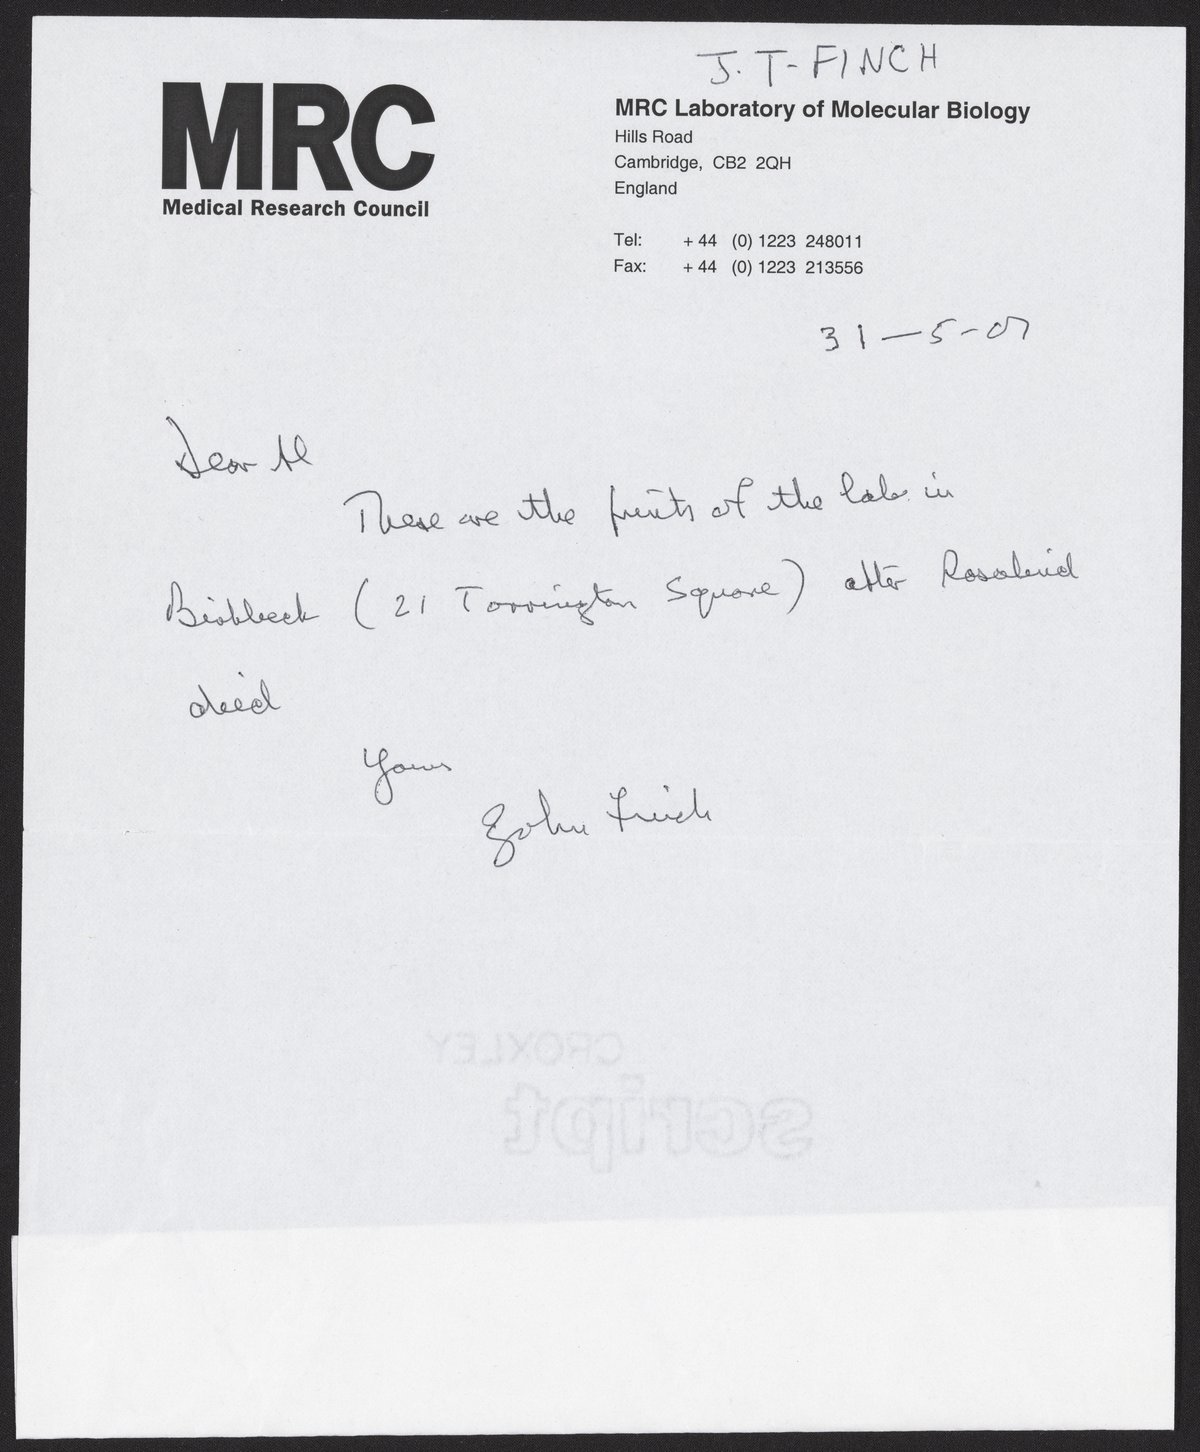 J. T. FINCH
MRC
Medical Research Council
MRC Laboratory of Molecular Biology
Hills Road
Cambridge, CB2 2QH
England
Tel: + 44 (0) 1223 248011
Fax: + 44 (0) 1223 213556
31-5-07
Dear Al
These are the prints of the lab in
Birkbeck (21 Torrington Square) after Rosalind
died
Yours
John Finch
CROXLEY
script